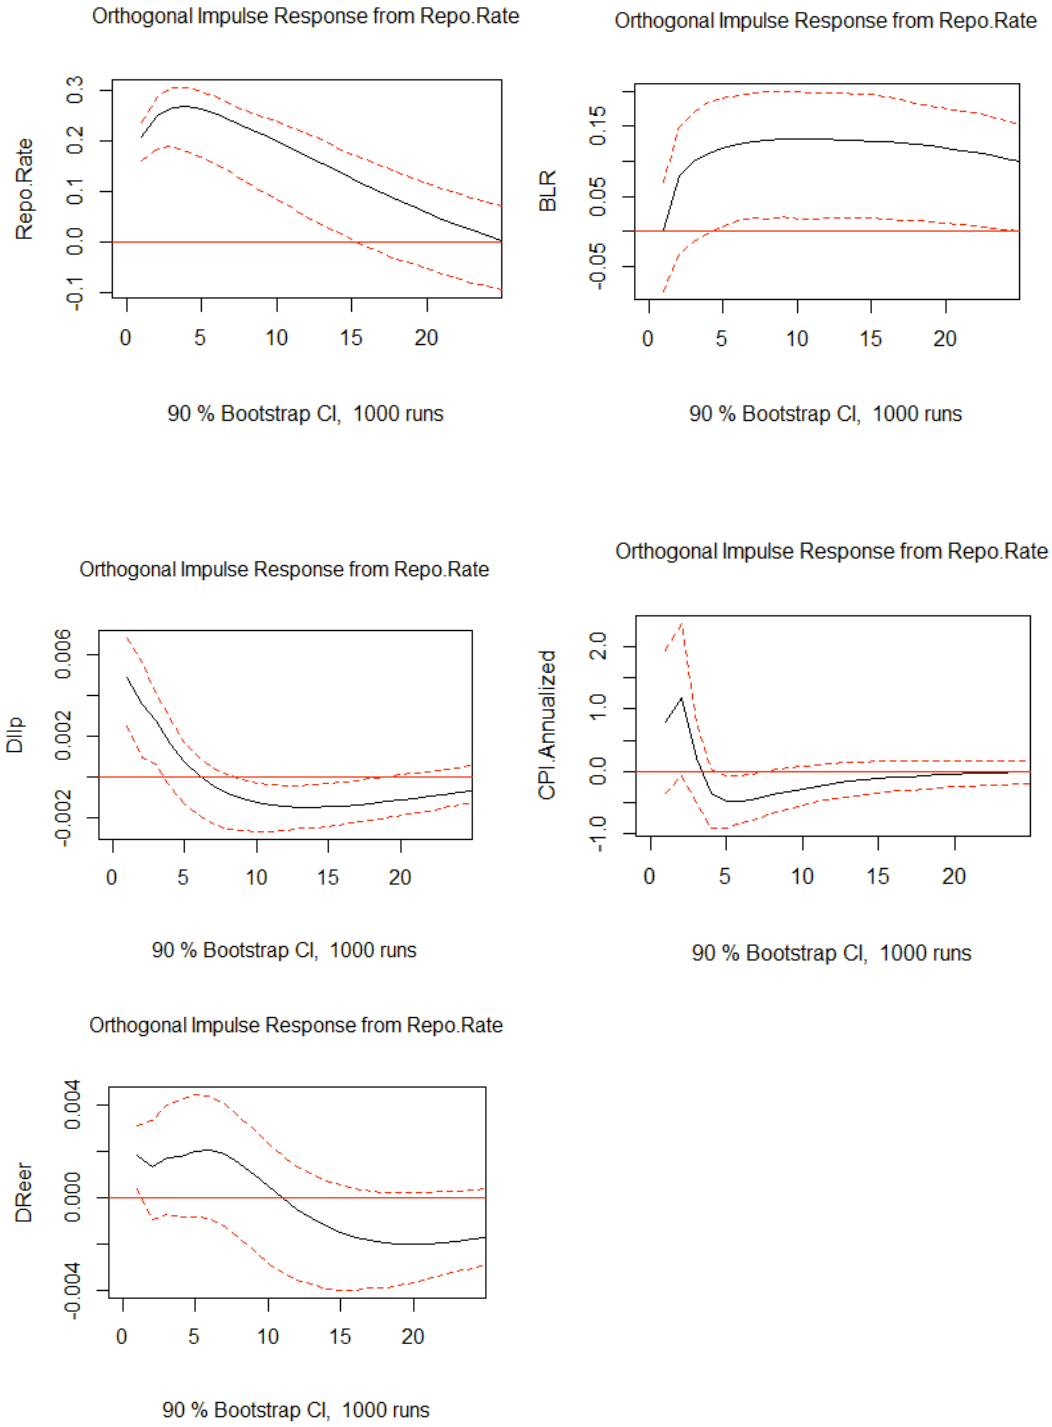 Orthogonal Impulse Response from Repo.Rate
Repo.Rate
0.3
0.2
0.1
0.0
-0.1
0 5 10 15 20
90 % Bootstrap CI, 1000 runs
Orthogonal Impulse Response from Repo.Rate
BLR
0.15
0.05
-0.05
0 5 10 15 20
90 % Bootstrap CI, 1000 runs
Orthogonal Impulse Response from Repo.Rate
DIIp
0.006
0.002
-0.002
0 5 10 15 20
90 % Bootstrap CI, 1000 runs
Orthogonal Impulse Response from Repo.Rate
CPI.Annualized
2.0
1.0
0.0
-1.0
0 5 10 15 20
90 % Bootstrap CI, 1000 runs
Orthogonal Impulse Response from Repo.Rate
DReer
0.004
0.000
-0.004
0 5 10 15 20
90 % Bootstrap CI, 1000 runs